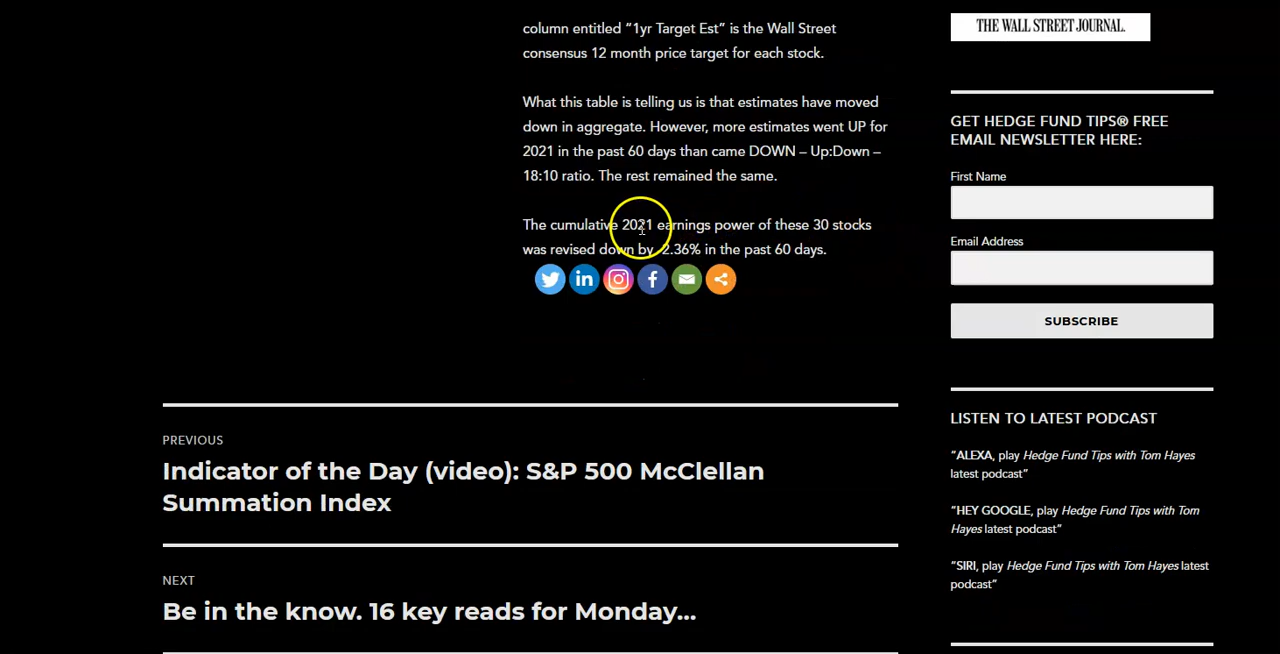 column entitled “1yr Target Est” is the Wall Street
consensus 12 month price target for each stock.
What this table is telling us is that estimates have moved
down in aggregate. However, more estimates went UP for
2021 in the past 60 days than came DOWN – Up:Down –
18:10 ratio. The rest remained the same.
The cumulative 2021 earnings power of these 30 stocks
was revised down by -2.36% in the past 60 days.
PREVIOUS
Indicator of the Day (video): S&P 500 McClellan
Summation Index
NEXT
Be in the know. 16 key reads for Monday…
THE WALL STREET JOURNAL.
GET HEDGE FUND TIPS® FREE
EMAIL NEWSLETTER HERE:
First Name
Email Address
SUBSCRIBE
LISTEN TO LATEST PODCAST
“ALEXA, play Hedge Fund Tips with Tom Hayes
latest podcast”
“HEY GOOGLE, play Hedge Fund Tips with Tom
Hayes latest podcast”
“SIRI, play Hedge Fund Tips with Tom Hayes latest
podcast”